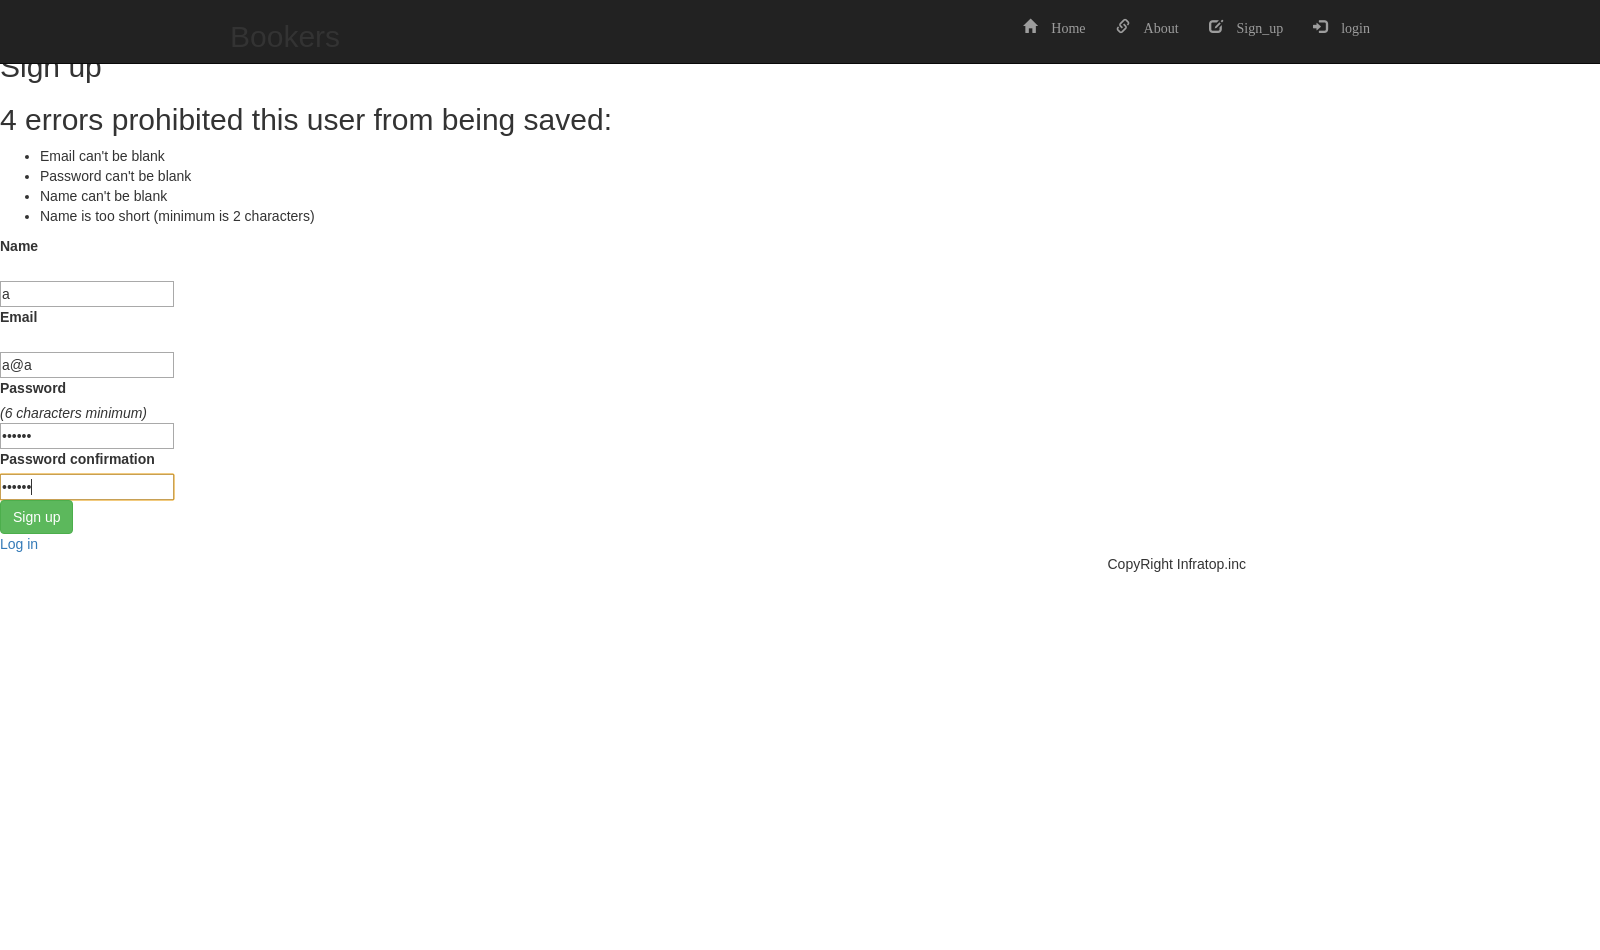 Bookers
Home About Sign_up login
Sign up
4 errors prohibited this user from being saved:
Email can't be blank
Password can't be blank
Name can't be blank
Name is too short (minimum is 2 characters)
Name
a
Email
a@a
Password
(6 characters minimum)
••••••
Password confirmation
••••••
Sign up
Log in
CopyRight Infratop.inc